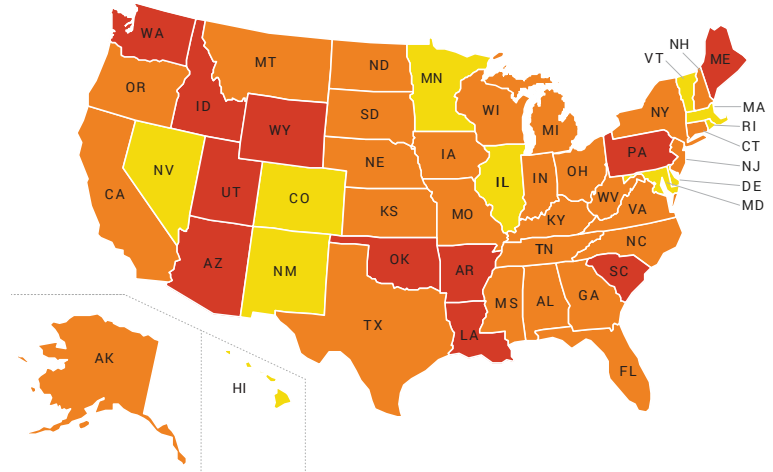 WA
MT
ND
MN
VT
NH
ME
OR
ID
WY
SD
WI
MI
NY
MA
RI
CT
NJ
DE
MD
NV
UT
CO
NE
IA
IL
IN
OH
PA
WV
VA
CA
AZ
NM
KS
MO
KY
NC
TN
OK
AR
SC
TX
LA
MS
AL
GA
FL
AK
HI